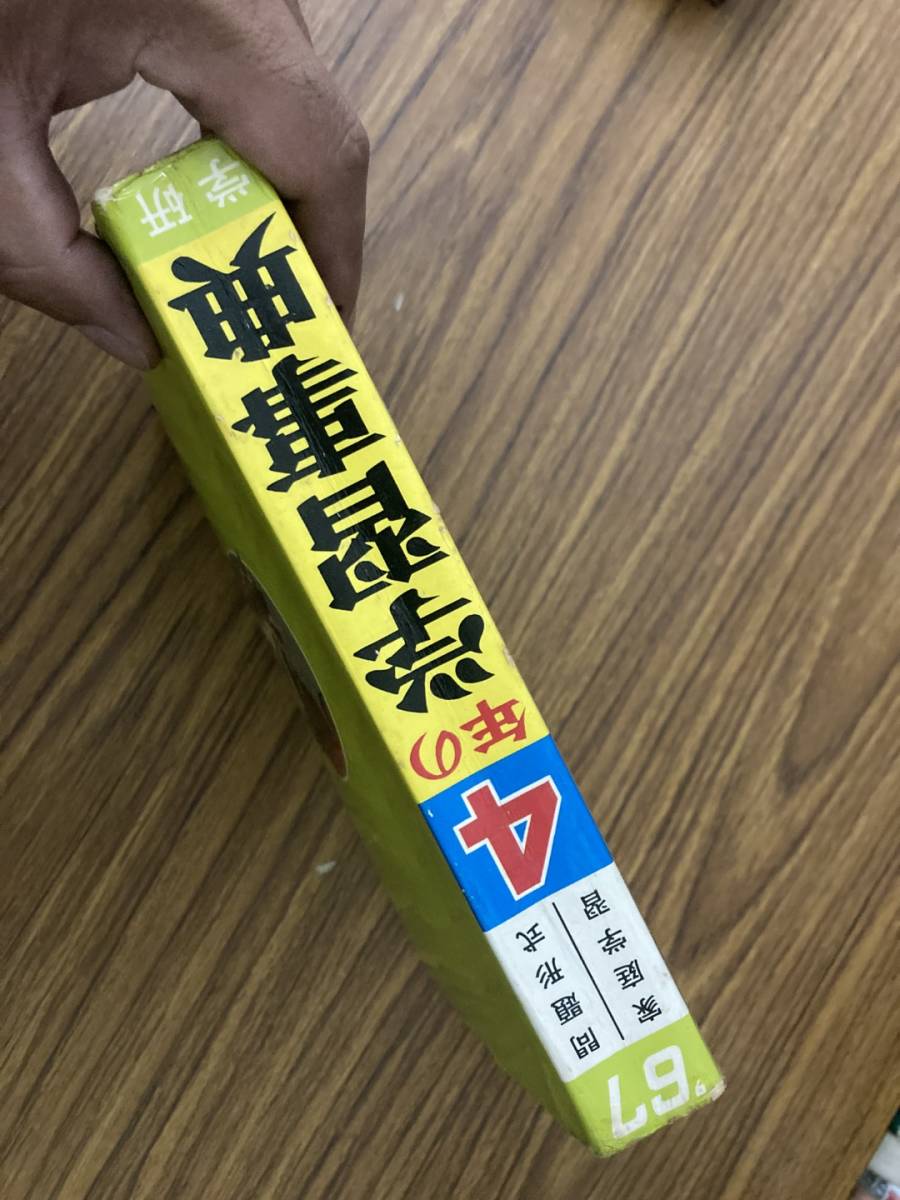 '67
家庭学習
問題形式
4
年の
学習事典
学研